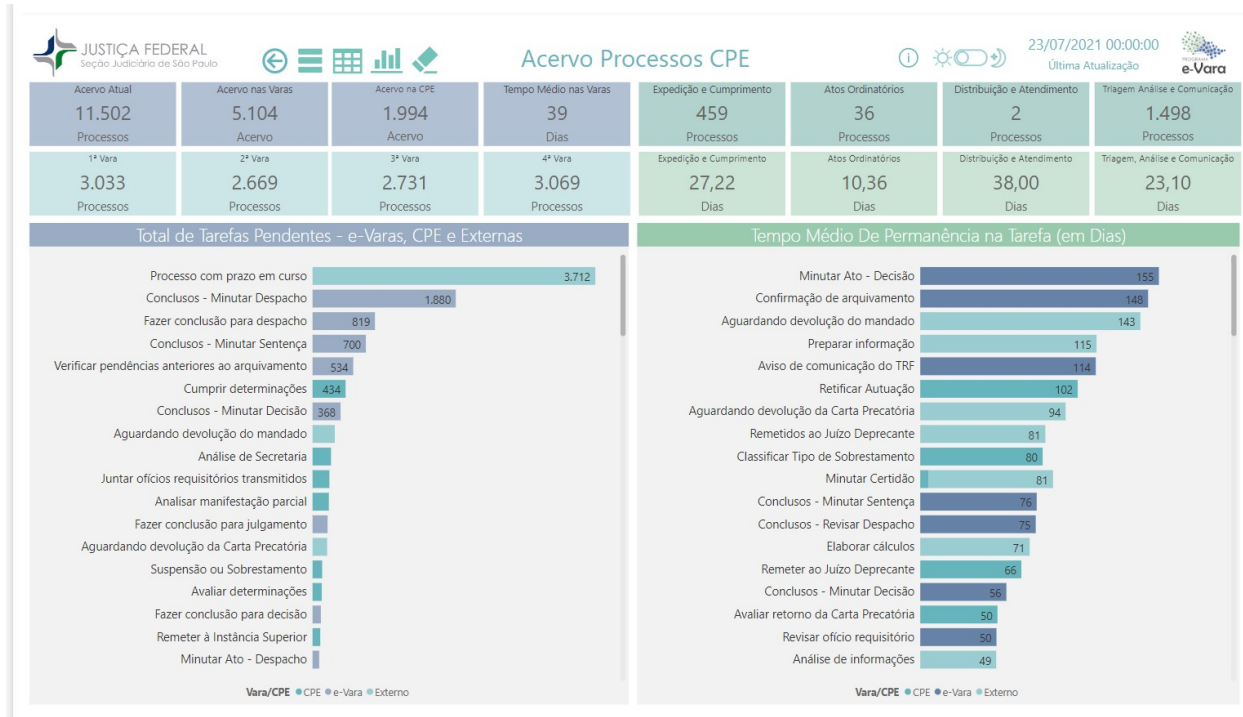 JUSTIÇA FEDERAL
Seção Judiciário de São Paulo
Acervo Processos CPE
23/07/2021 00:00:00
Última Atualização
PROGRAMA
e-Vara
Acervo Atual
11.502
Processos
Acervo nas Varas
5.104
Acervo
Acervo na CPE
1.994
Acervo
Tempo Médio nas Varas
39
Dias
Expedição e Cumprimento
459
Processos
Atos Ordinatórios
36
Processos
Distribuição e Atendimento
2
Processos
Triagem Análise e Comunicação
1.498
Processos
1ª Vara
3.033
Processos
2ª Vara
2.669
Processos
3ª Vara
2.731
Processos
4ª Vara
3.069
Processos
Expedição e Cumprimento
27,22
Dias
Atos Ordinatórios
10,36
Dias
Distribuição e Atendimento
38,00
Dias
Triagem, Análise e Comunicação
23,10
Dias
Total de Tarefas Pendentes - e-Varas, CPE e Externas
Processo com prazo em curso 3.712
Conclusos - Minutar Despacho 1.880
Fazer conclusão para despacho 819
Conclusos - Minutar Sentença 700
Verificar pendências anteriores ao arquivamento 534
Cumprir determinações 434
Conclusos - Minutar Decisão 368
Aguardando devolução do mandado
Análise de Secretaria
Juntar ofícios requisitórios transmitidos
Analisar manifestação parcial
Fazer conclusão para julgamento
Aguardando devolução da Carta Precatória
Suspensão ou Sobrestamento
Avaliar determinações
Fazer conclusão para decisão
Remeter à Instância Superior
Minutar Ato - Despacho
Vara/CPE CPE e-Vara Externo
Tempo Médio De Permanência na Tarefa (em Dias)
Minutar Ato - Decisão 155
Confirmação de arquivamento 148
Aguardando devolução do mandado 143
Preparar informação 115
Aviso de comunicação do TRF 114
Retificar Autuação 102
Aguardando devolução da Carta Precatória 94
Remetidos ao Juízo Deprecante 81
Classificar Tipo de Sobrestamento 80
Minutar Certidão 81
Conclusos - Minutar Sentença 76
Conclusos - Revisar Despacho 75
Elaborar cálculos 71
Remeter ao Juízo Deprecante 66
Conclusos - Minutar Decisão 56
Avaliar retorno da Carta Precatória 50
Revisar ofício requisitório 50
Análise de informações 49
Vara/CPE CPE e-Vara Externo